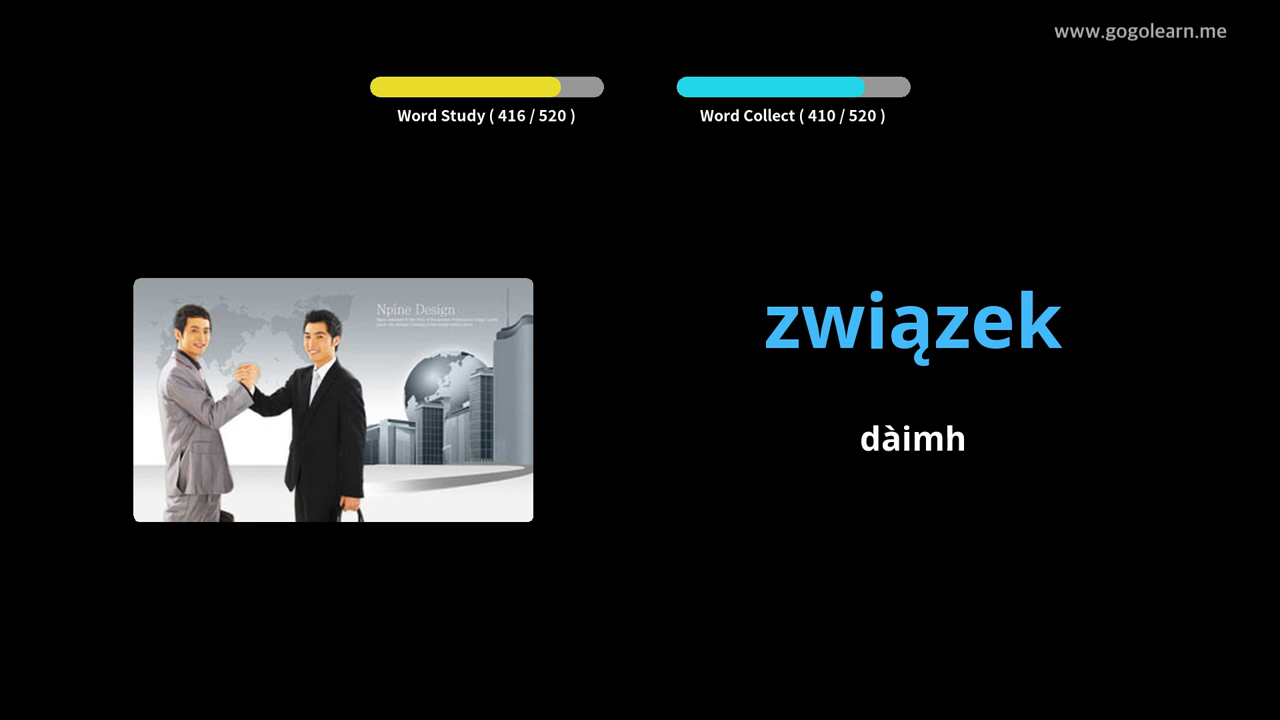 www.gogolearn.me
Word Study ( 416 / 520 )
Word Collect ( 410 / 520 )
Npine Design
związek
dàimh